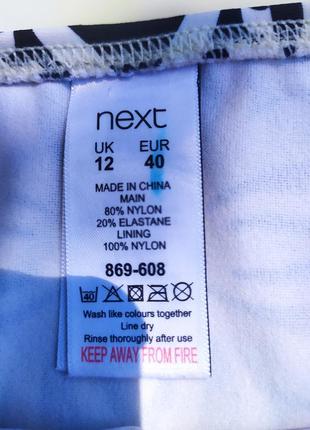 next
UK EUR
12 40
MADE IN CHINA
MAIN
80% NYLON
20% ELASTANE
LINING
100% NYLON
869-608
40
Wash like colours together
Line dry
Rinse thoroughly after use
KEEP AWAY FROM FIRE